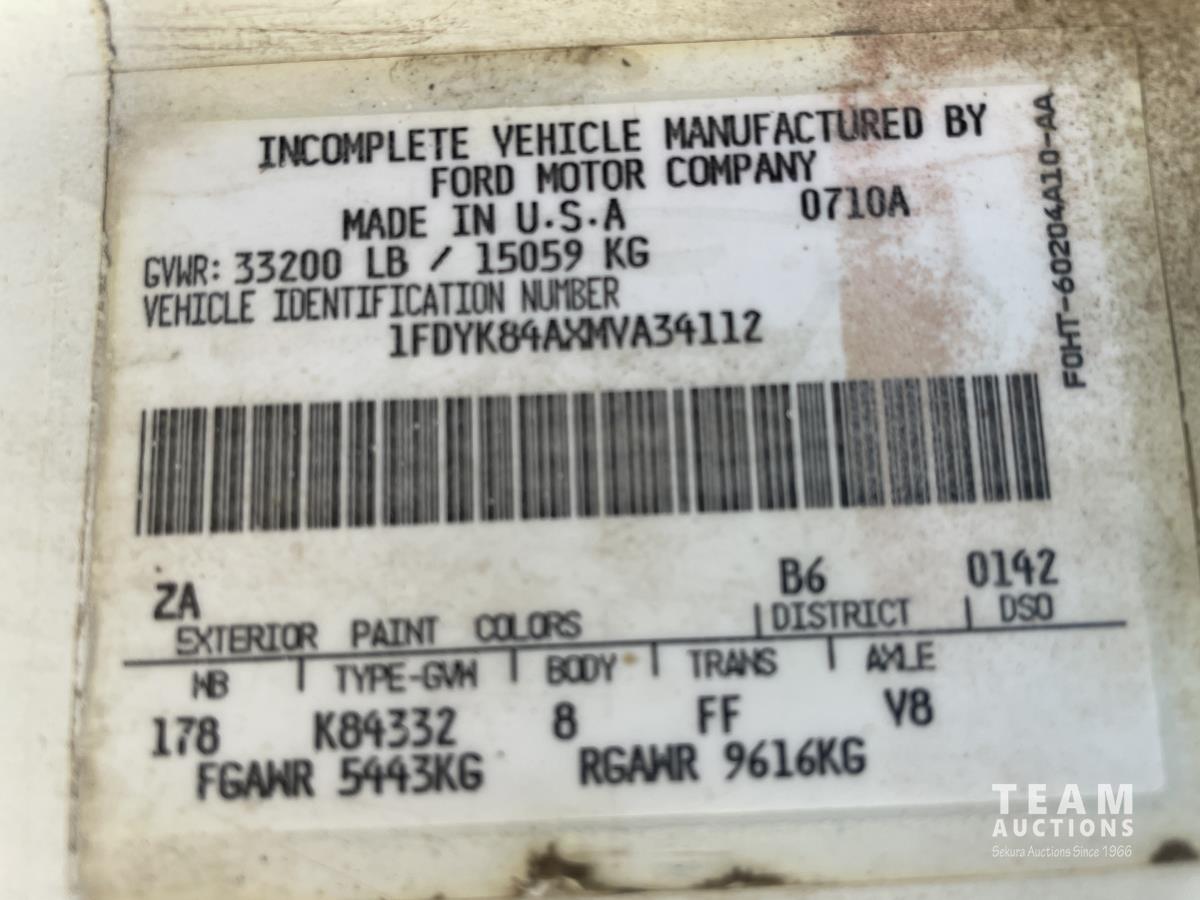 INCOMPLETE VEHICLE MANUFACTURED BY
FORD MOTOR COMPANY
MADE IN U.S.A 0710A
GVWR: 33200 LB / 15059 KG
VEHICLE IDENTIFICATION NUMBER
1FDYK84AXMVA34112
F0HT-60204A10-AA
ZA B6 0142
EXTERIOR PAINT COLORS DISTRICT DSO
WB TYPE-GVW BODY TRANS AXLE
178 K84332 8 FF V8
FGAWR 5443KG RGAWR 9616KG
TEAM
AUCTIONS
Sekura Auctions Since 1966